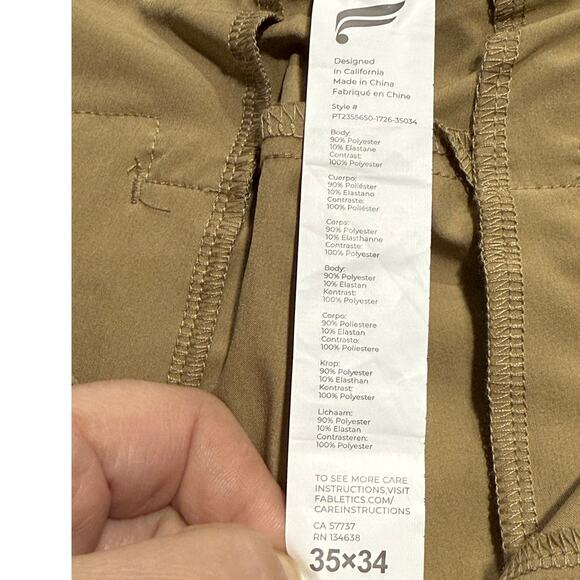 Designed
In California
Made in China
Fabriqué en Chine
Style #
PT2355650-1726-35034
Body:
90% Polyester
10% Elastane
Contrast:
100% Polyester
Cuerpo:
90% Poliéster
10% Elastano
Contraste:
100% Poliéster
Corps:
90% Polyester
10% Elasthanne
Contraste:
100% Polyester
Body:
90% Polyester
10% Elastan
Kontrast:
100% Polyester
Corpo:
90% Poliestere
10% Elastan
Contrasto:
100% Poliestere
Krop:
90% Polyester
10% Elasthan
Kontrast:
100% Polyester
Lichaam:
90% Polyester
10% Elastan
Contrasteren:
100% Polyester
TO SEE MORE CARE
INSTRUCTIONS,VISIT
FABLETICS.COM/
CAREINSTRUCTIONS
CA 57737
RN 134638
35×34